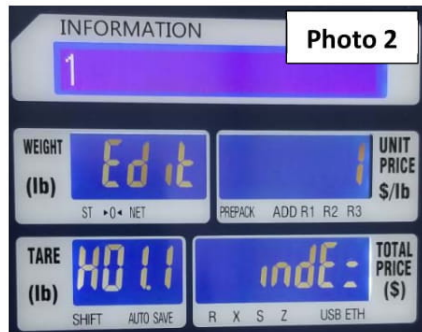 INFORMATION
Photo 2
1
WEIGHT
(lb)
Edit
ST ▸0◂ NET
1
PREPACK ADD R1 R2 R3
UNIT
PRICE
$/lb
TARE
(lb)
H01.1
SHIFT AUTO SAVE
indE=
R X S Z USB ETH
TOTAL
PRICE
($)